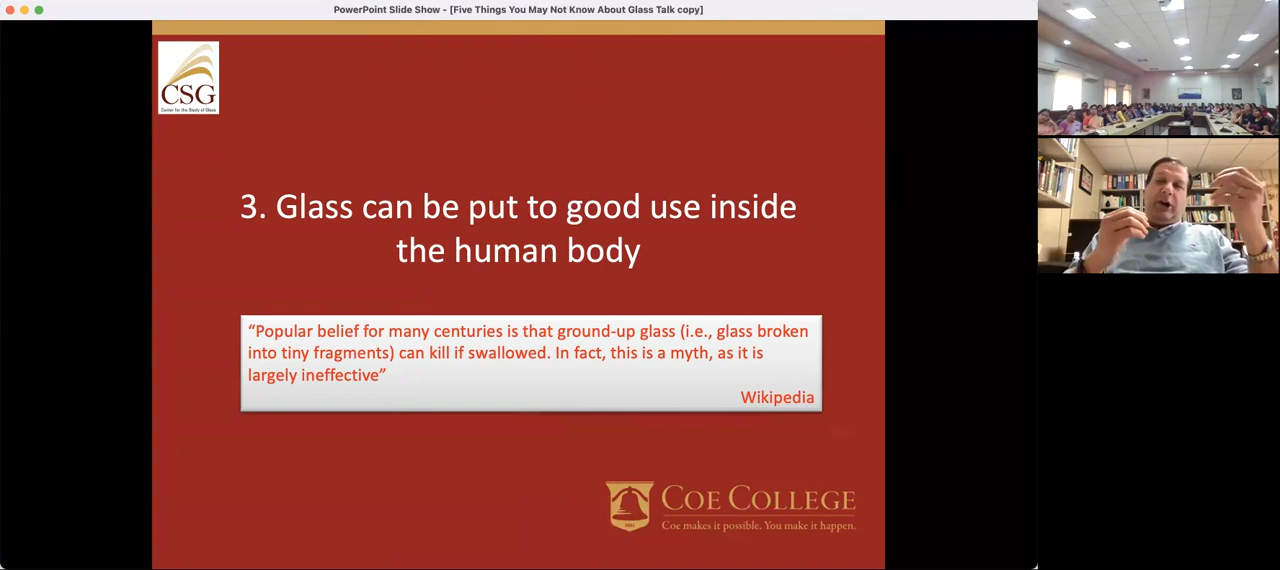 PowerPoint Slide Show - [Five Things You May Not Know About Glass Talk copy]
CSG
Center for the Study of Glass
3. Glass can be put to good use inside
the human body
“Popular belief for many centuries is that ground-up glass (i.e., glass broken
into tiny fragments) can kill if swallowed. In fact, this is a myth, as it is
largely ineffective”
Wikipedia
COE COLLEGE
Coe makes it possible. You make it happen.